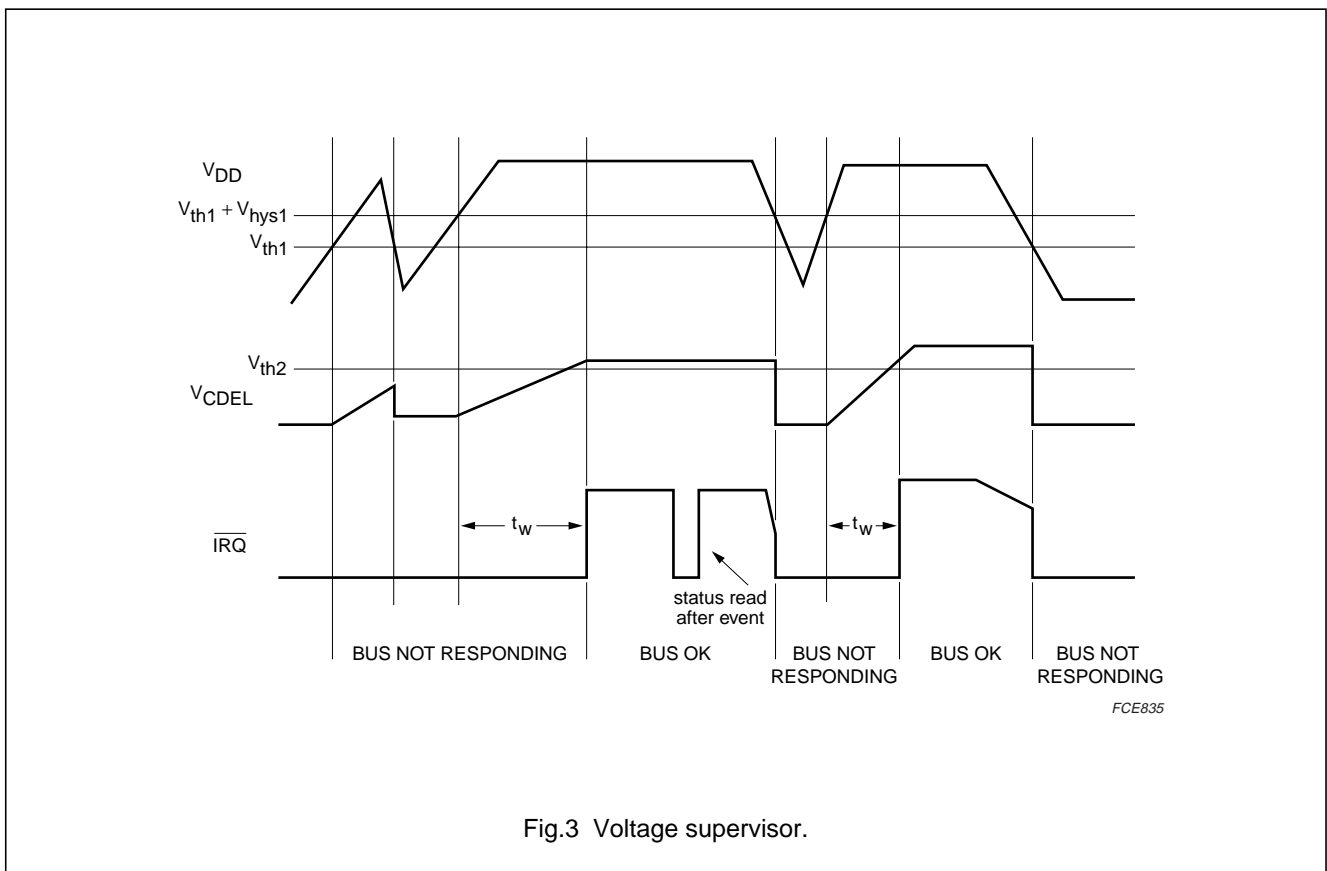 VDD
Vth1 + Vhys1
Vth1
Vth2
VCDEL
tW
tW
IRQ
status read
after event
BUS NOT RESPONDING
BUS OK
BUS NOT
RESPONDING
BUS OK
BUS NOT
RESPONDING
FCE835
Fig.3 Voltage supervisor.